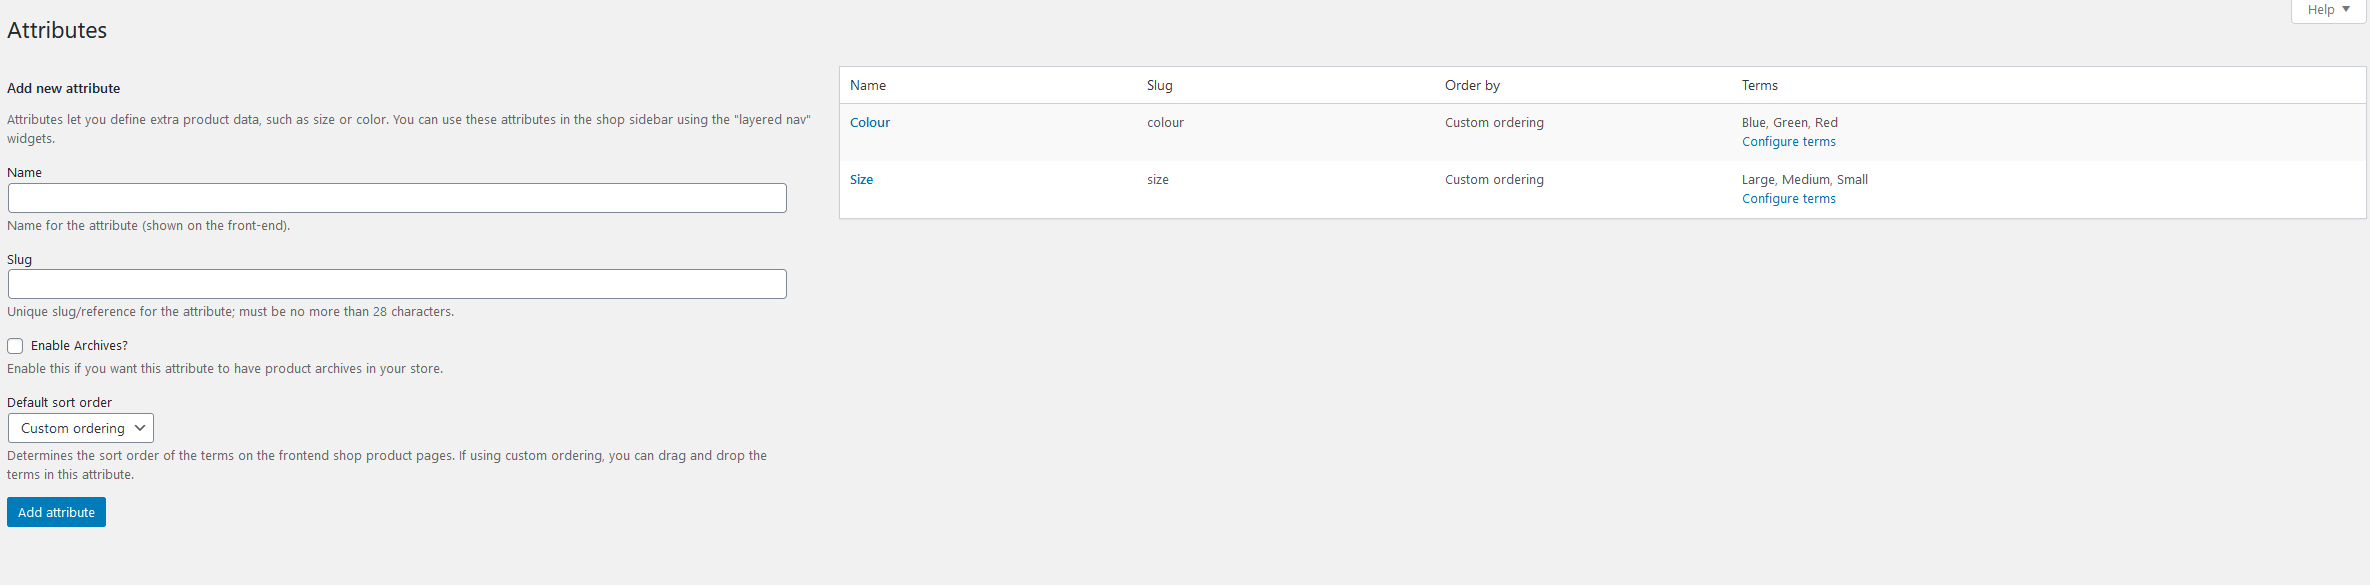 Help
Attributes
Add new attribute
Attributes let you define extra product data, such as size or color. You can use these attributes in the shop sidebar using the "layered nav"
widgets.
Name
Name for the attribute (shown on the front-end).
Slug
Unique slug/reference for the attribute; must be no more than 28 characters.
Enable Archives?
Enable this if you want this attribute to have product archives in your store.
Default sort order
Custom ordering
Determines the sort order of the terms on the frontend shop product pages. If using custom ordering, you can drag and drop the
terms in this attribute.
Add attribute
Name Slug Order by Terms
Colour colour Custom ordering Blue, Green, Red
Configure terms
Size size Custom ordering Large, Medium, Small
Configure terms